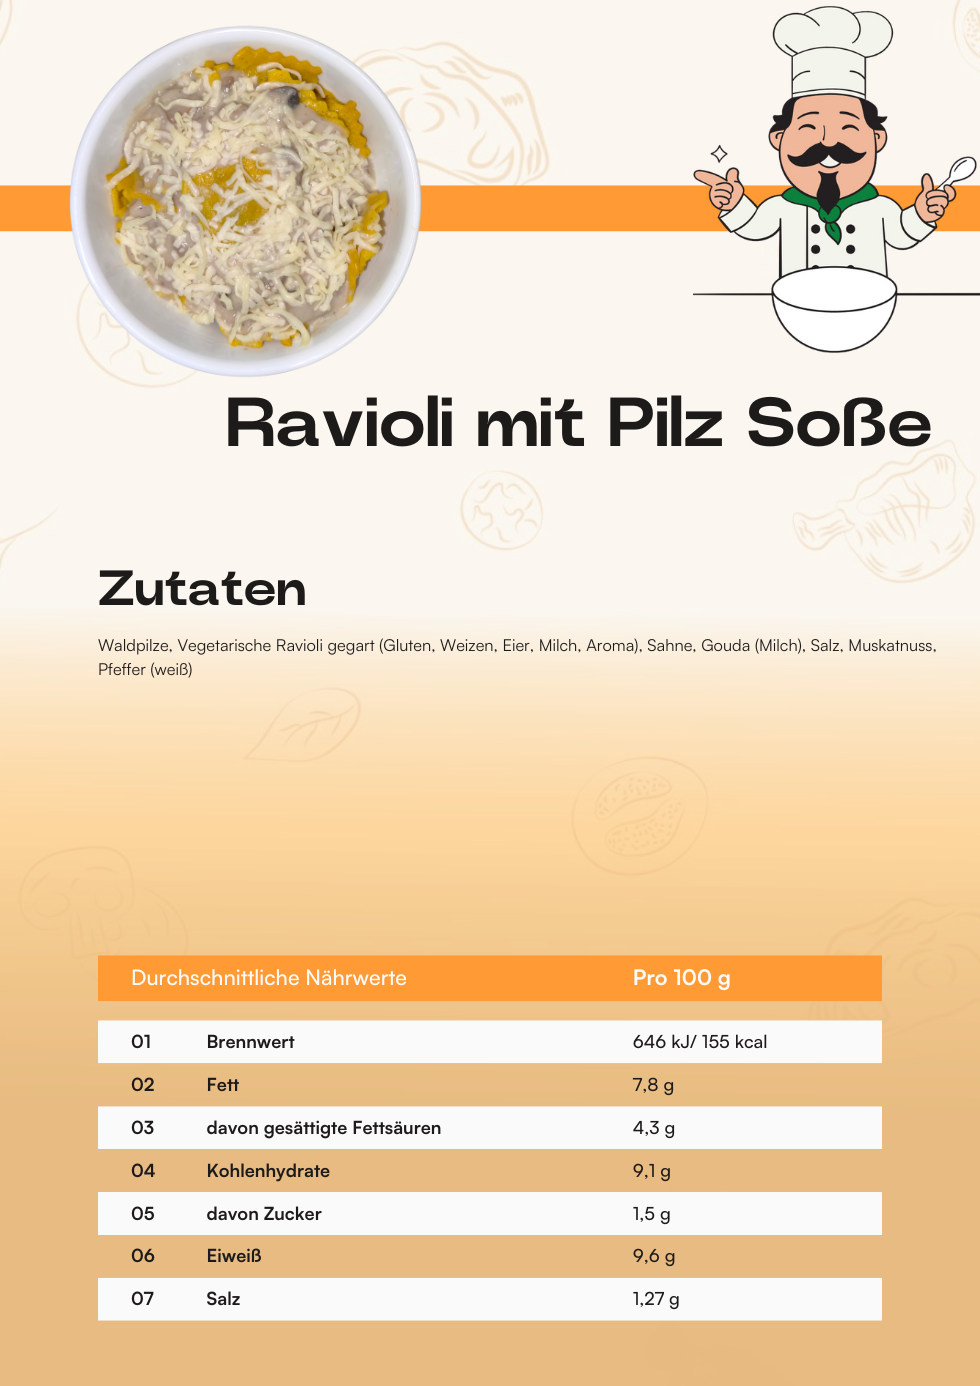 Ravioli mit Pilz Soße
Zutaten
Waldpilze, Vegetarische Ravioli gegart (Gluten, Weizen, Eier, Milch, Aroma), Sahne, Gouda (Milch), Salz, Muskatnuss,
Pfeffer (weiß)
Durchschnittliche Nährwerte Pro 100 g
01 Brennwert 646 kJ/ 155 kcal
02 Fett 7,8 g
03 davon gesättigte Fettsäuren 4,3 g
04 Kohlenhydrate 9,1 g
05 davon Zucker 1,5 g
06 Eiweiß 9,6 g
07 Salz 1,27 g